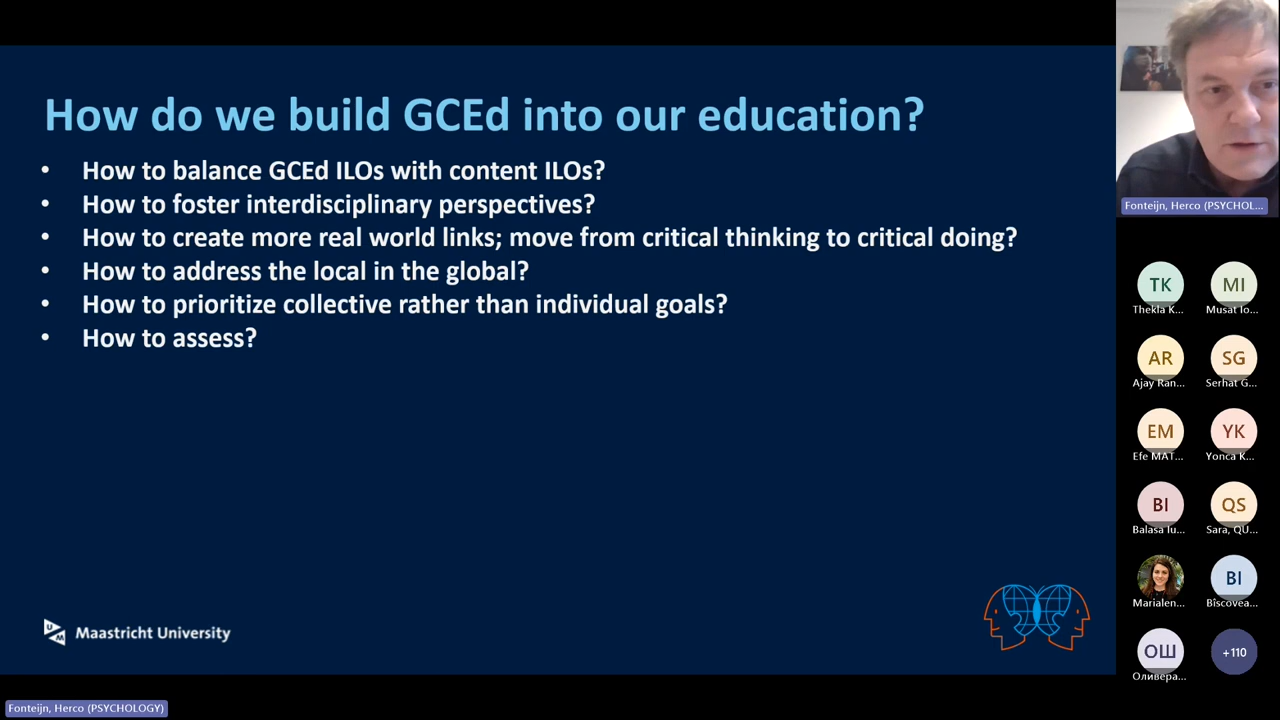 How do we build GCEd into our education?
• How to balance GCEd ILOs with content ILOs?
• How to foster interdisciplinary perspectives?
• How to create more real world links; move from critical thinking to critical doing?
• How to address the local in the global?
• How to prioritize collective rather than individual goals?
• How to assess?
UM
Maastricht University
Fonteijn, Herco (PSYCHOLOGY)
Fonteijn, Herco (PSYCHOL...
TK
Thekla K...
MI
Musat Io...
AR
Ajay Ran...
SG
Serhat G...
EM
Efe MAT...
YK
Yonca K...
BI
Balasa Iu...
QS
Sara, QU...
Marialen...
BI
Bîscovea...
ОШ
Оливера...
+110